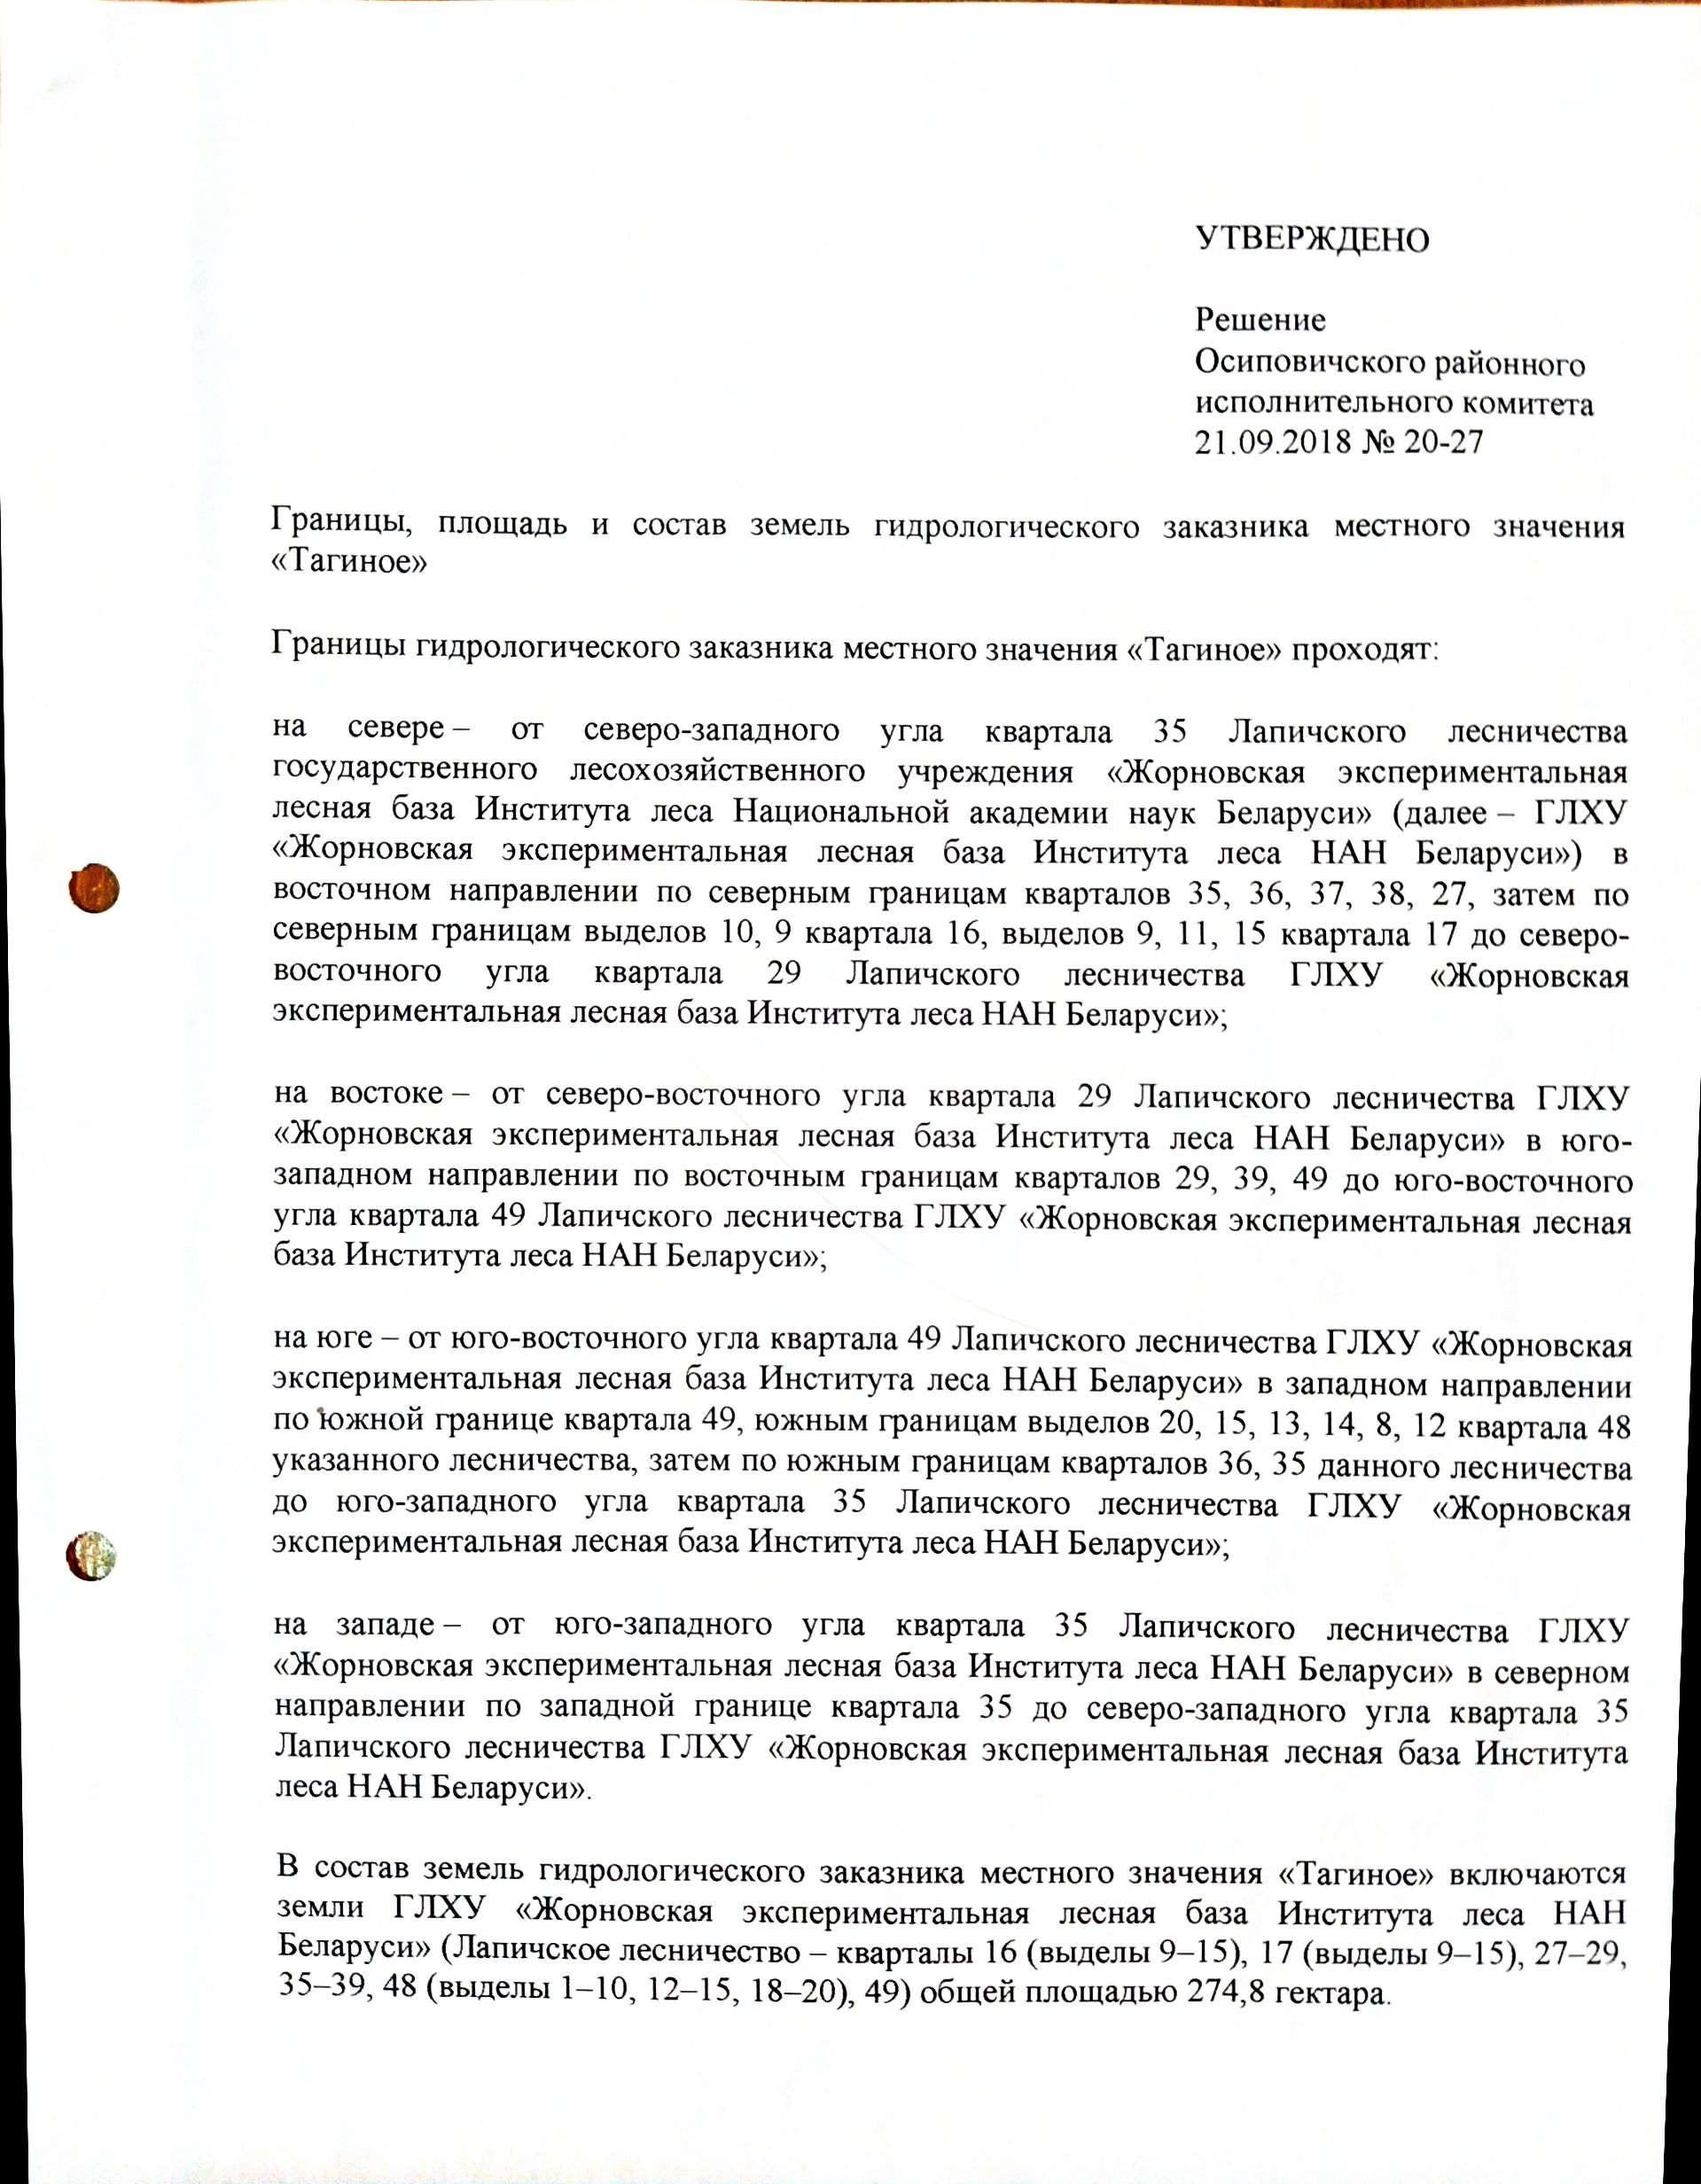 УТВЕРЖДЕНО
Решение
Осиповичского районного
исполнительного комитета
21.09.2018 № 20-27
Границы, площадь и состав земель гидрологического заказника местного значения
«Тагиное»
Границы гидрологического заказника местного значения «Тагиное» проходят:
на севере – от северо-западного угла квартала 35 Лапичского лесничества
государственного лесохозяйственного учреждения «Жорновская экспериментальная
лесная база Института леса Национальной академии наук Беларуси» (далее – ГЛХУ
«Жорновская экспериментальная лесная база Института леса НАН Беларуси») в
восточном направлении по северным границам кварталов 35, 36, 37, 38, 27, затем по
северным границам выделов 10, 9 квартала 16, выделов 9, 11, 15 квартала 17 до северо-
восточного угла квартала 29 Лапичского лесничества ГЛХУ «Жорновская
экспериментальная лесная база Института леса НАН Беларуси»;
на востоке – от северо-восточного угла квартала 29 Лапичского лесничества ГЛХУ
«Жорновская экспериментальная лесная база Института леса НАН Беларуси» в юго-
западном направлении по восточным границам кварталов 29, 39, 49 до юго-восточного
угла квартала 49 Лапичского лесничества ГЛХУ «Жорновская экспериментальная лесная
база Института леса НАН Беларуси»;
на юге – от юго-восточного угла квартала 49 Лапичского лесничества ГЛХУ «Жорновская
экспериментальная лесная база Института леса НАН Беларуси» в западном направлении
по южной границе квартала 49, южным границам выделов 20, 15, 13, 14, 8, 12 квартала 48
указанного лесничества, затем по южным границам кварталов 36, 35 данного лесничества
до юго-западного угла квартала 35 Лапичского лесничества ГЛХУ «Жорновская
экспериментальная лесная база Института леса НАН Беларуси»;
на западе – от юго-западного угла квартала 35 Лапичского лесничества ГЛХУ
«Жорновская экспериментальная лесная база Института леса НАН Беларуси» в северном
направлении по западной границе квартала 35 до северо-западного угла квартала 35
Лапичского лесничества ГЛХУ «Жорновская экспериментальная лесная база Института
леса НАН Беларуси».
В состав земель гидрологического заказника местного значения «Тагиное» включаются
земли ГЛХУ «Жорновская экспериментальная лесная база Института леса НАН
Беларуси» (Лапичское лесничество – кварталы 16 (выделы 9–15), 17 (выделы 9–15), 27–29,
35–39, 48 (выделы 1–10, 12–15, 18–20), 49) общей площадью 274,8 гектара.